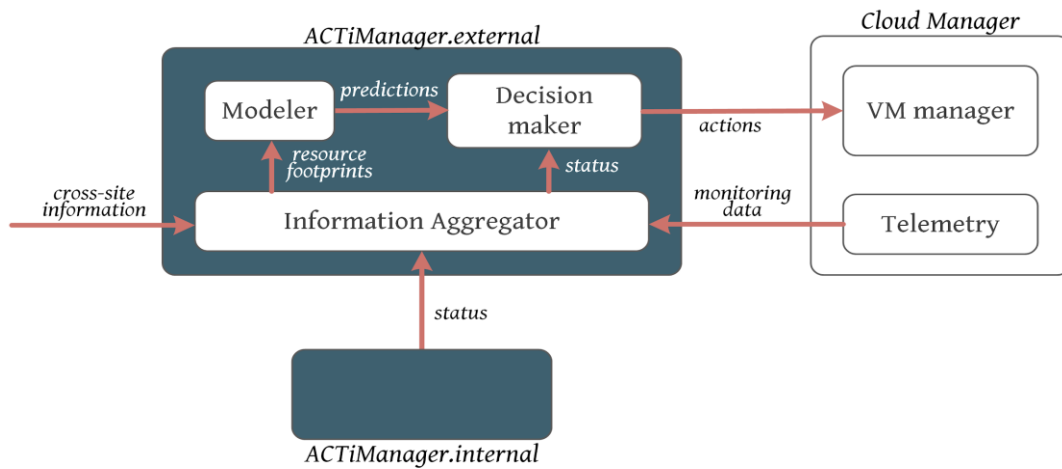 ACTiManager.external
Cloud Manager
predictions
Modeler
Decision
maker
VM manager
actions
resource
footprints
status
cross-site
information
monitoring
data
Information Aggregator
Telemetry
status
ACTiManager.internal